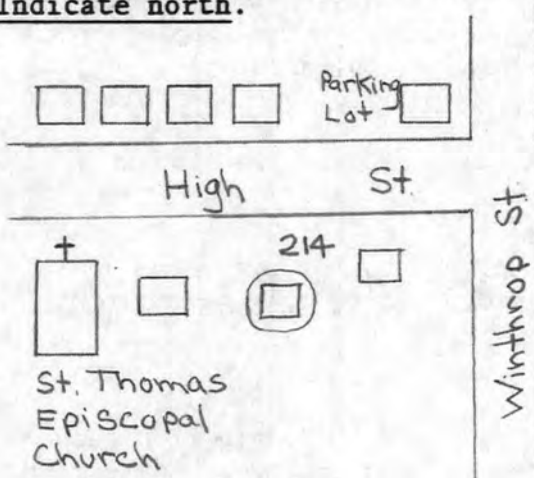 Indicate north.
Parking
Lot
High St.
214
St. Thomas
Episcopal
Church
Winthrop St.